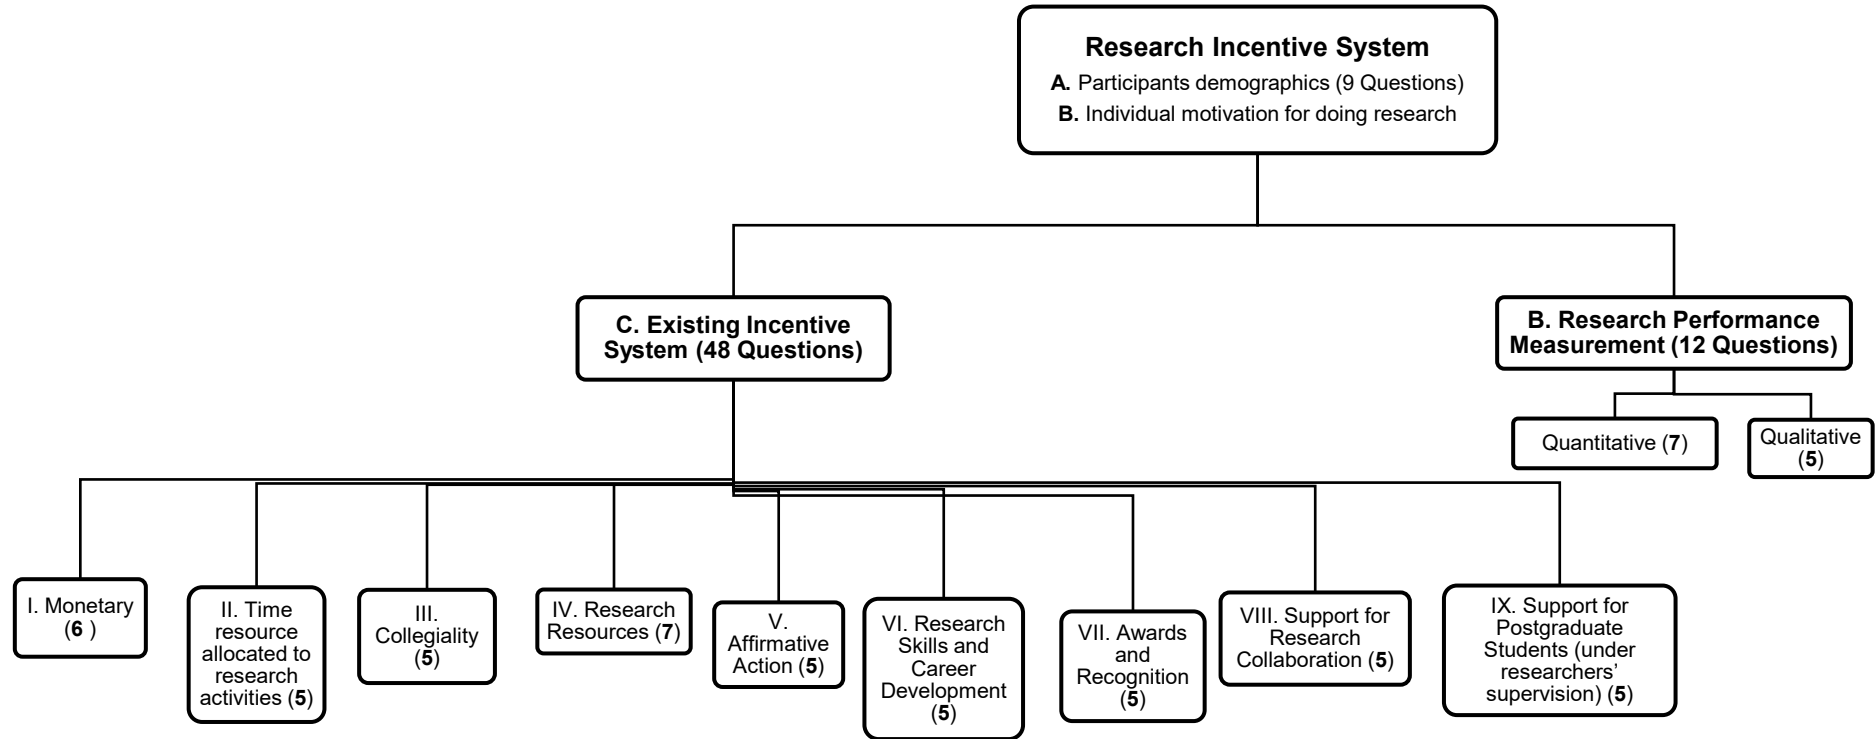 Research Incentive System
A. Participants demographics (9 Questions)
B. Individual motivation for doing research
C. Existing Incentive
System (48 Questions)
B. Research Performance
Measurement (12 Questions)
Quantitative (7)
Qualitative
(5)
I. Monetary
(6 )
II. Time
resource
allocated to
research
activities (5)
III.
Collegiality
(5)
IV. Research
Resources (7)
V.
Affirmative
Action (5)
VI. Research
Skills and
Career
Development
(5)
VII. Awards
and
Recognition
(5)
VIII. Support for
Research
Collaboration (5)
IX. Support for
Postgraduate
Students (under
researchers’
supervision) (5)